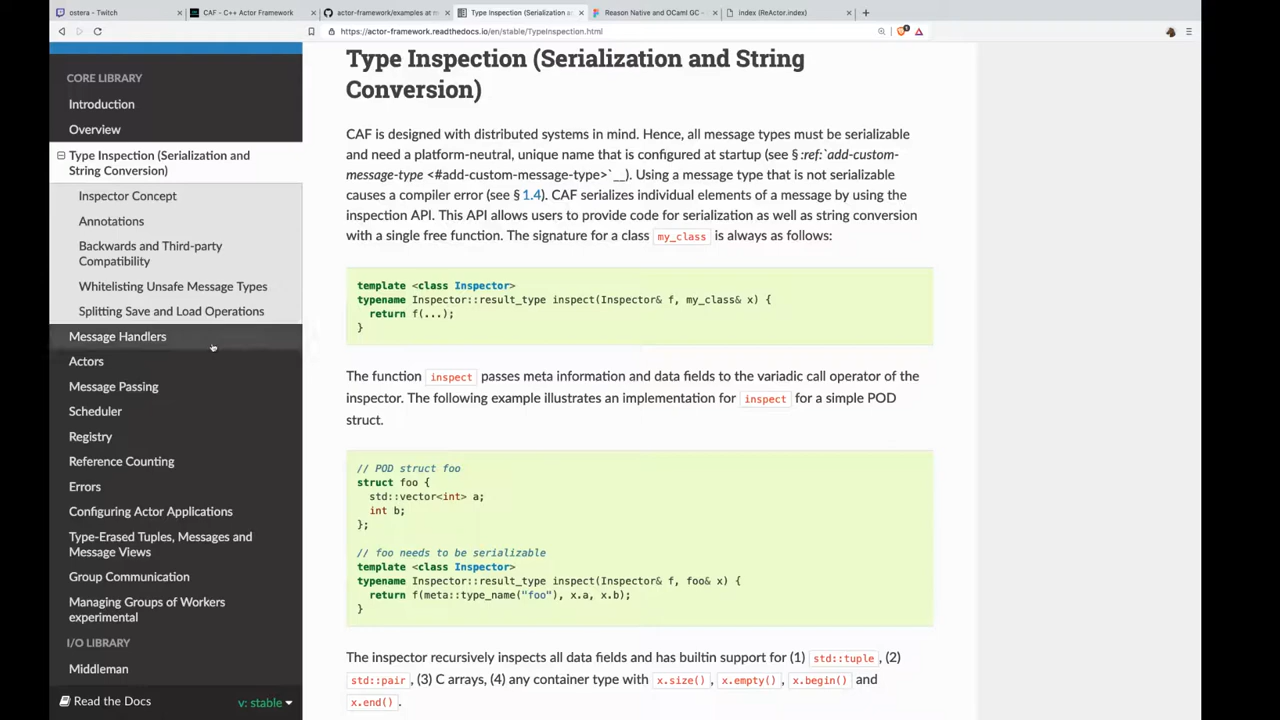 ostera - Twitch
CAF - C++ Actor Framework
actor-framework/examples at m
Type Inspection (Serialization an
Reason Native and OCaml GC -
index (ReActor.index)
https://actor-framework.readthedocs.io/en/stable/TypeInspection.html
CORE LIBRARY
Introduction
Overview
Type Inspection (Serialization and
String Conversion)
Inspector Concept
Annotations
Backwards and Third-party
Compatibility
Whitelisting Unsafe Message Types
Splitting Save and Load Operations
Message Handlers
Actors
Message Passing
Scheduler
Registry
Reference Counting
Errors
Configuring Actor Applications
Type-Erased Tuples, Messages and
Message Views
Group Communication
Managing Groups of Workers
experimental
I/O LIBRARY
Middleman
Read the Docs
v: stable
Type Inspection (Serialization and String
Conversion)
CAF is designed with distributed systems in mind. Hence, all message types must be serializable
and need a platform-neutral, unique name that is configured at startup (see § :ref:`add-custom-
message-type <#add-custom-message-type>`__). Using a message type that is not serializable
causes a compiler error (see § 1.4). CAF serializes individual elements of a message by using the
inspection API. This API allows users to provide code for serialization as well as string conversion
with a single free function. The signature for a class my_class is always as follows:
template <class Inspector>
typename Inspector::result_type inspect(Inspector& f, my_class& x) {
return f(...);
}
The function inspect passes meta information and data fields to the variadic call operator of the
inspector. The following example illustrates an implementation for inspect for a simple POD
struct.
// POD struct foo
struct foo {
std::vector<int> a;
int b;
};
// foo needs to be serializable
template <class Inspector>
typename Inspector::result_type inspect(Inspector& f, foo& x) {
return f(meta::type_name("foo"), x.a, x.b);
}
The inspector recursively inspects all data fields and has builtin support for (1) std::tuple , (2)
std::pair , (3) C arrays, (4) any container type with x.size() , x.empty() , x.begin() and
x.end() .